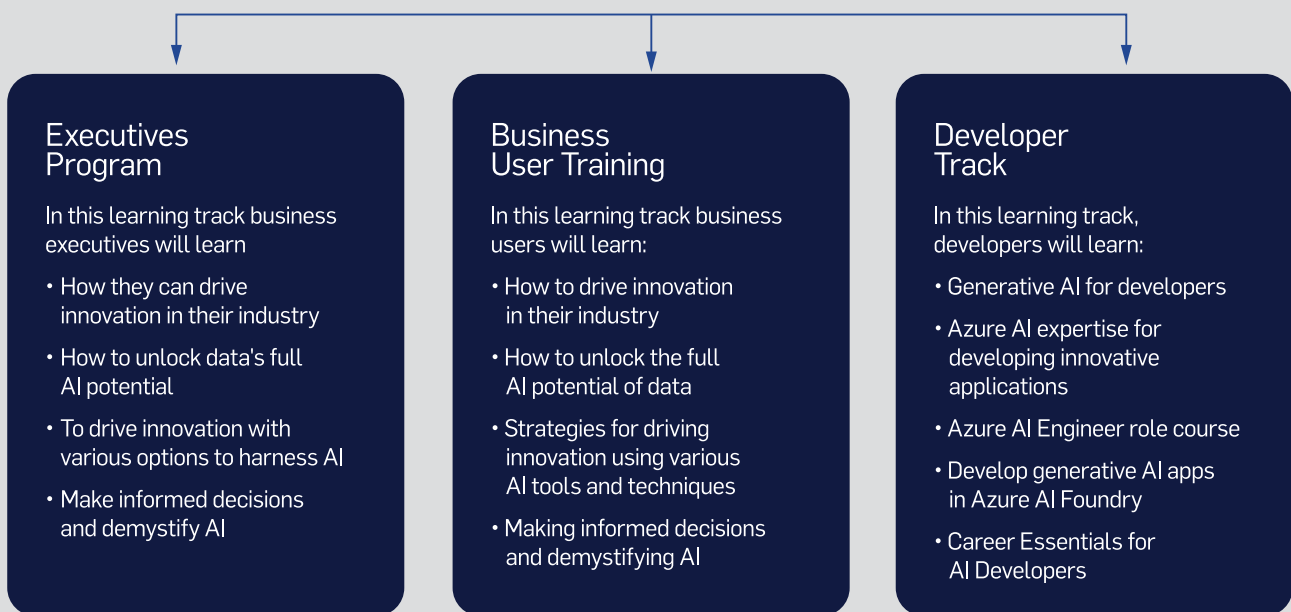 Executives
Program
In this learning track business
executives will learn
• How they can drive
innovation in their industry
• How to unlock data's full
AI potential
• To drive innovation with
various options to harness AI
• Make informed decisions
and demystify AI
Business
User Training
In this learning track business
users will learn:
• How to drive innovation
in their industry
• How to unlock the full
AI potential of data
• Strategies for driving
innovation using various
AI tools and techniques
• Making informed decisions
and demystifying AI
Developer
Track
In this learning track,
developers will learn:
• Generative AI for developers
• Azure AI expertise for
developing innovative
applications
• Azure AI Engineer role course
• Develop generative AI apps
in Azure AI Foundry
• Career Essentials for
AI Developers